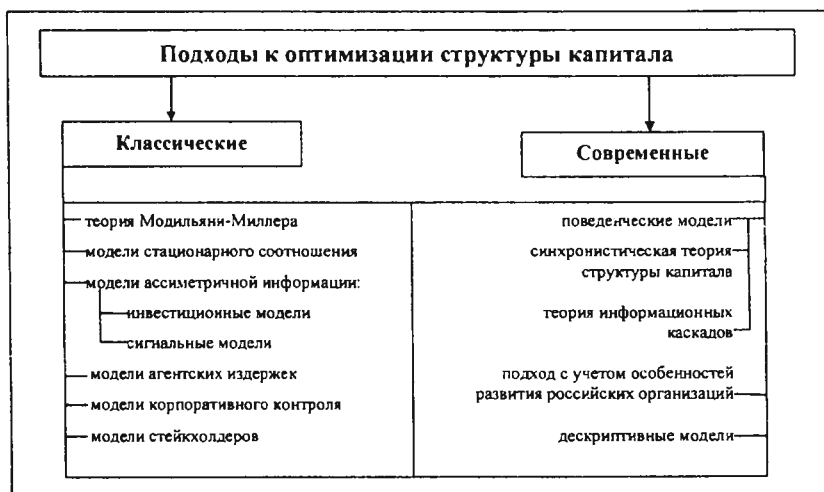 Подходы к оптимизации структуры капитала
Классические
теория Модильяни-Миллера
модели стационарного соотношения
модели ассиметричной информации:
инвестиционные модели
сигнальные модели
модели агентских издержек
модели корпоративного контроля
модели стейкхолдеров
Современные
поведенческие модели
синхронистическая теория
структуры капитала
теория информационных
каскадов
подход с учетом особенностей
развития российских организаций
дескриптивные модели